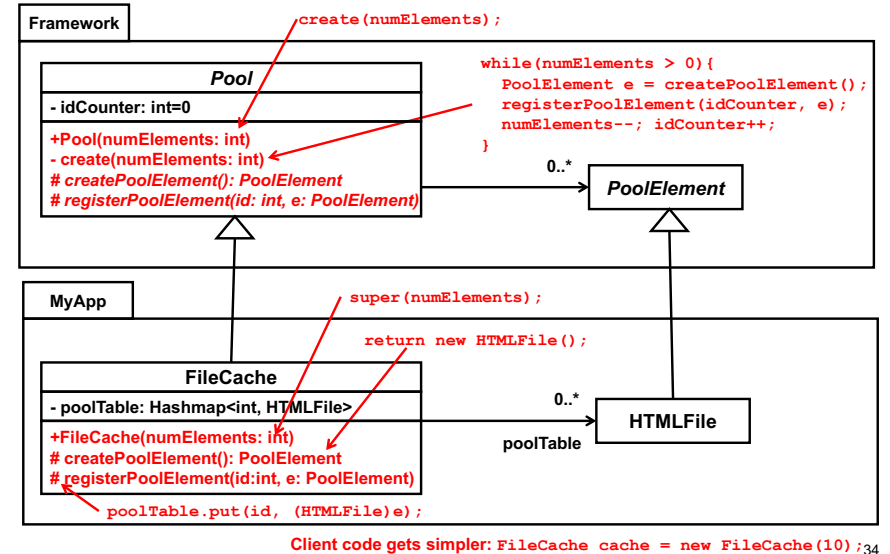 Framework
create(numElements);
Pool
- idCounter: int=0
+Pool(numElements: int)
- create(numElements: int)
# createPoolElement(): PoolElement
# registerPoolElement(id: int, e: PoolElement)
while(numElements > 0){
PoolElement e = createPoolElement();
registerPoolElement(idCounter, e);
numElements--; idCounter++;
}
0..*
PoolElement
MyApp
super(numElements);
return new HTMLFile();
FileCache
- poolTable: Hashmap<int, HTMLFile>
+FileCache(numElements: int)
# createPoolElement(): PoolElement
# registerPoolElement(id:int, e: PoolElement)
0..*
poolTable
HTMLFile
poolTable.put(id, (HTMLFile)e);
Client code gets simpler: FileCache cache = new FileCache(10);
34